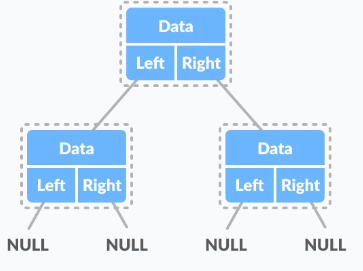 Data
Left Right
Data Data
Left Right Left Right
NULL NULL NULL NULL